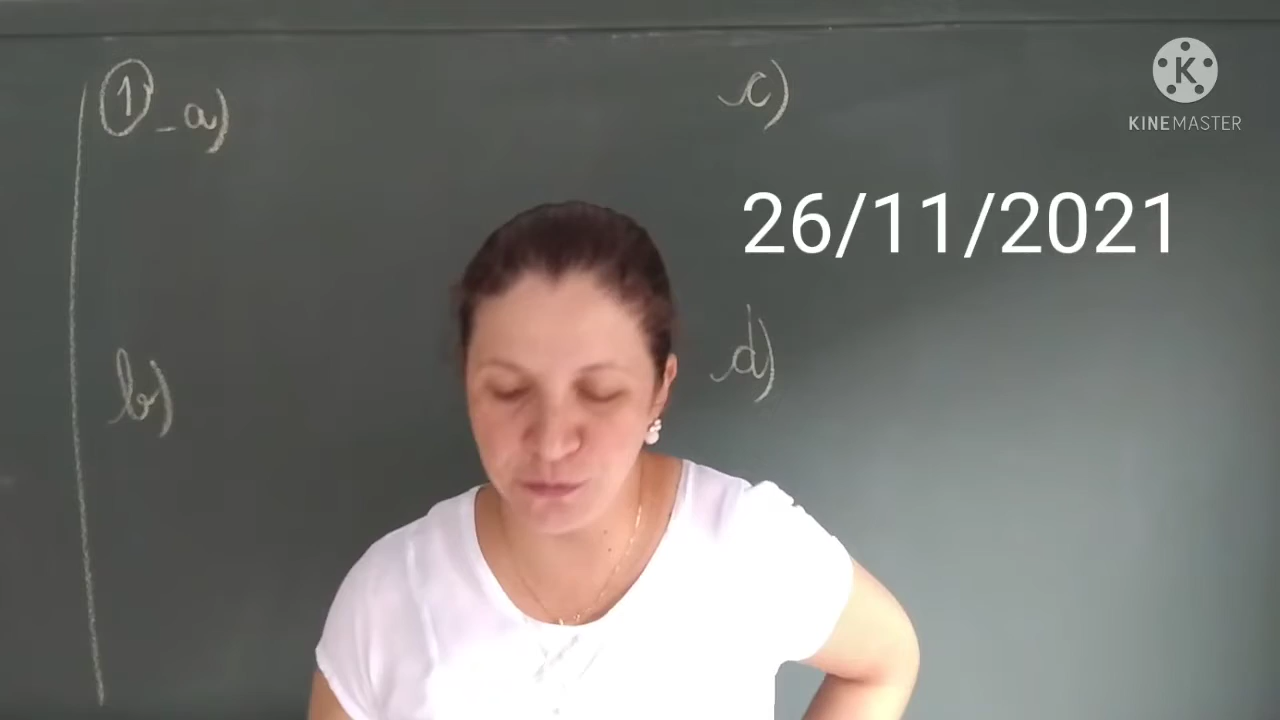 ①_a)
c)
KINEMASTER
26/11/2021
b)
d)